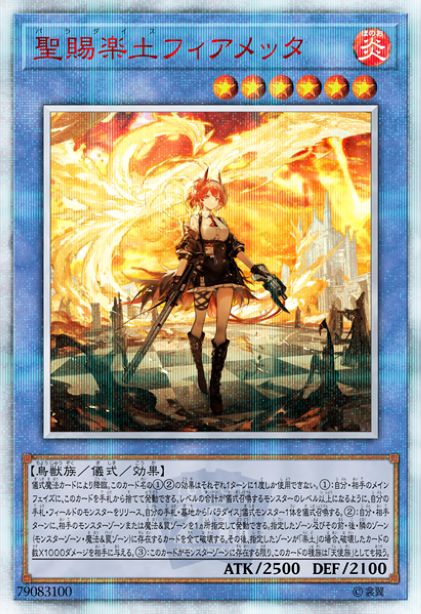 パラダイス
聖賜楽土フィアメッタ
ほのお
炎
【鳥獣族／儀式／効果】
儀式魔法カードにより降臨。このカード名の①②の効果はそれぞれ1ターンに1度しか使用できない。①：自分・相手のメイン
フェイズに、このカードを手札から捨てて発動できる。レベルの合計が儀式召喚するモンスターのレベル以上になるように、自分の
手札・フィールドのモンスターをリリースし、自分の手札・墓地から「パラダイス」儀式モンスター1体を儀式召喚する。②：自分・相手
ターンに、相手のモンスターゾーンまたは魔法＆罠ゾーンを1ヵ所指定して発動できる。指定したゾーン及びその前・後・隣のゾーン
（モンスターゾーン・魔法＆罠ゾーン）に存在するカードを全て破壊する。その後、指定したゾーンが「楽土」の場合、破壊したカードの
数×1000ダメージを相手に与える。③：このカードがモンスターゾーンに存在する限り、このカードの種族は「天使族」としても扱う。
ATK/2500 DEF/2100
79083100
©哀翼